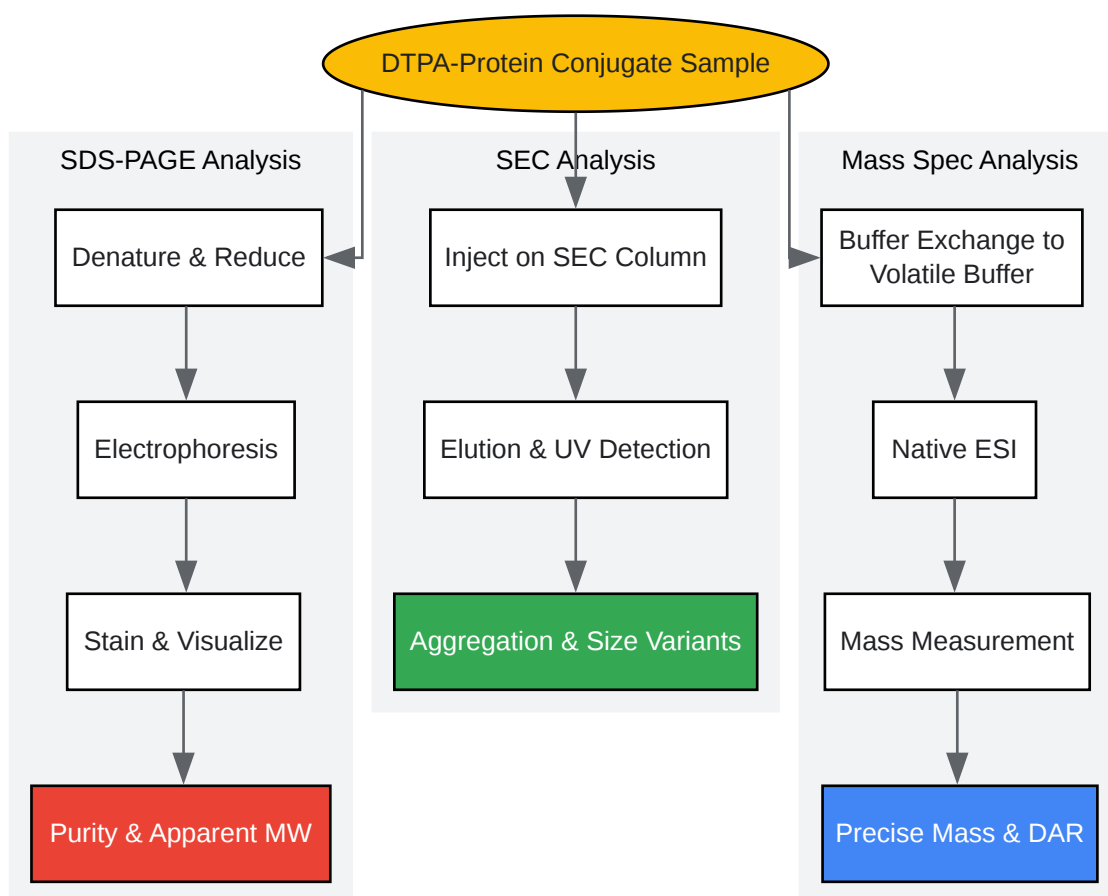 DTPA-Protein Conjugate Sample
SDS-PAGE Analysis
Denature & Reduce
Electrophoresis
Stain & Visualize
Purity & Apparent MW
SEC Analysis
Inject on SEC Column
Elution & UV Detection
Aggregation & Size Variants
Mass Spec Analysis
Buffer Exchange to
Volatile Buffer
Native ESI
Mass Measurement
Precise Mass & DAR